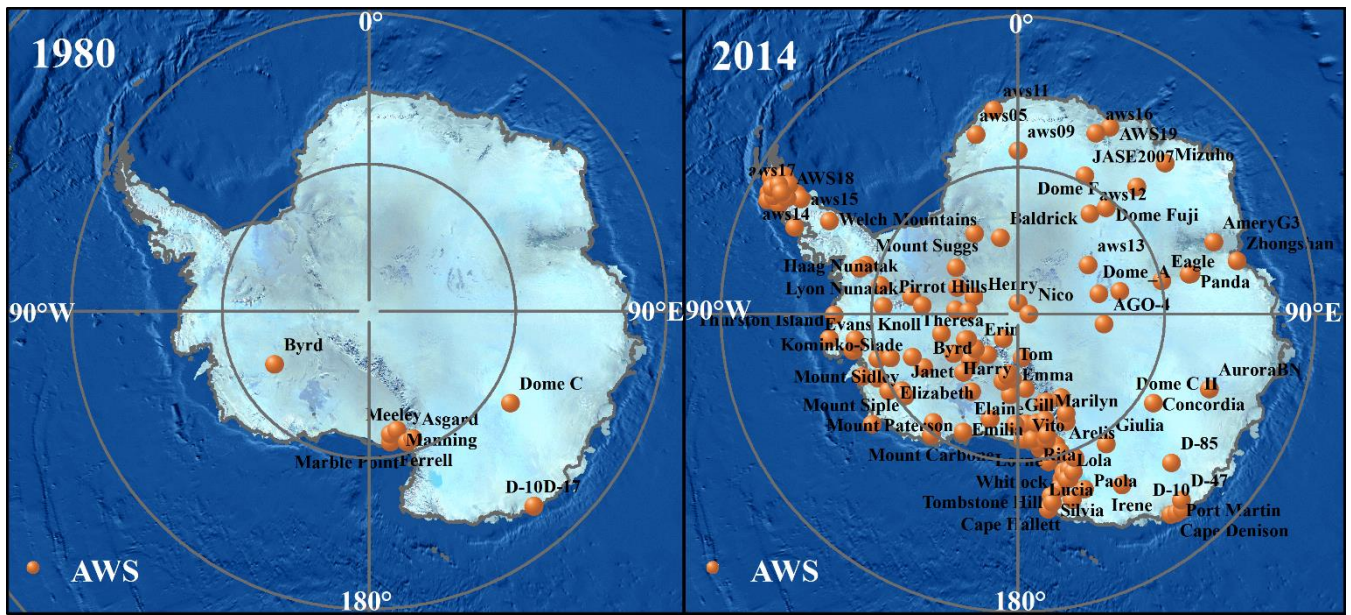 1980
0°
90°W
Byrd
Dome C
Meeley
Asgard
Manning
Marble Point
Ferrell
D-10
D-17
AWS
180°
2014
0°
aws11
aws05
aws09
aws16
AWS19
JASE2007
Mizuho
aws17
AWS18
aws15
aws14
Dome F
aws12
Dome Fuji
Baldrick
Welch Mountains
AmeryG3
Zhongshan
Mount Suggs
aws13
Eagle
Haag Nunatak
Dome_A
Panda
Lyon Nunatak
Pirrot Hills
Henry
Nico
AGO-4
90°E
90°W
Thurston Island
Evans Knoll
Theresa
Erin
Kominko-Slade
Byrd
Tom
Janet
Harry
Emma
Mount Sidley
AuroraBN
Dome C II
Elizabeth
Concordia
Mount Siple
Elaine
Gill
Marilyn
Mount Paterson
Emilia
Vito
Arelis
Giulia
Mount Carbone
Lorne
Rita
Lola
D-85
Whitlock
Lucia
Paola
D-47
D-10
Tombstone Hill
Silvia
Irene
Port Martin
Cape Hallett
Cape Denison
AWS
180°